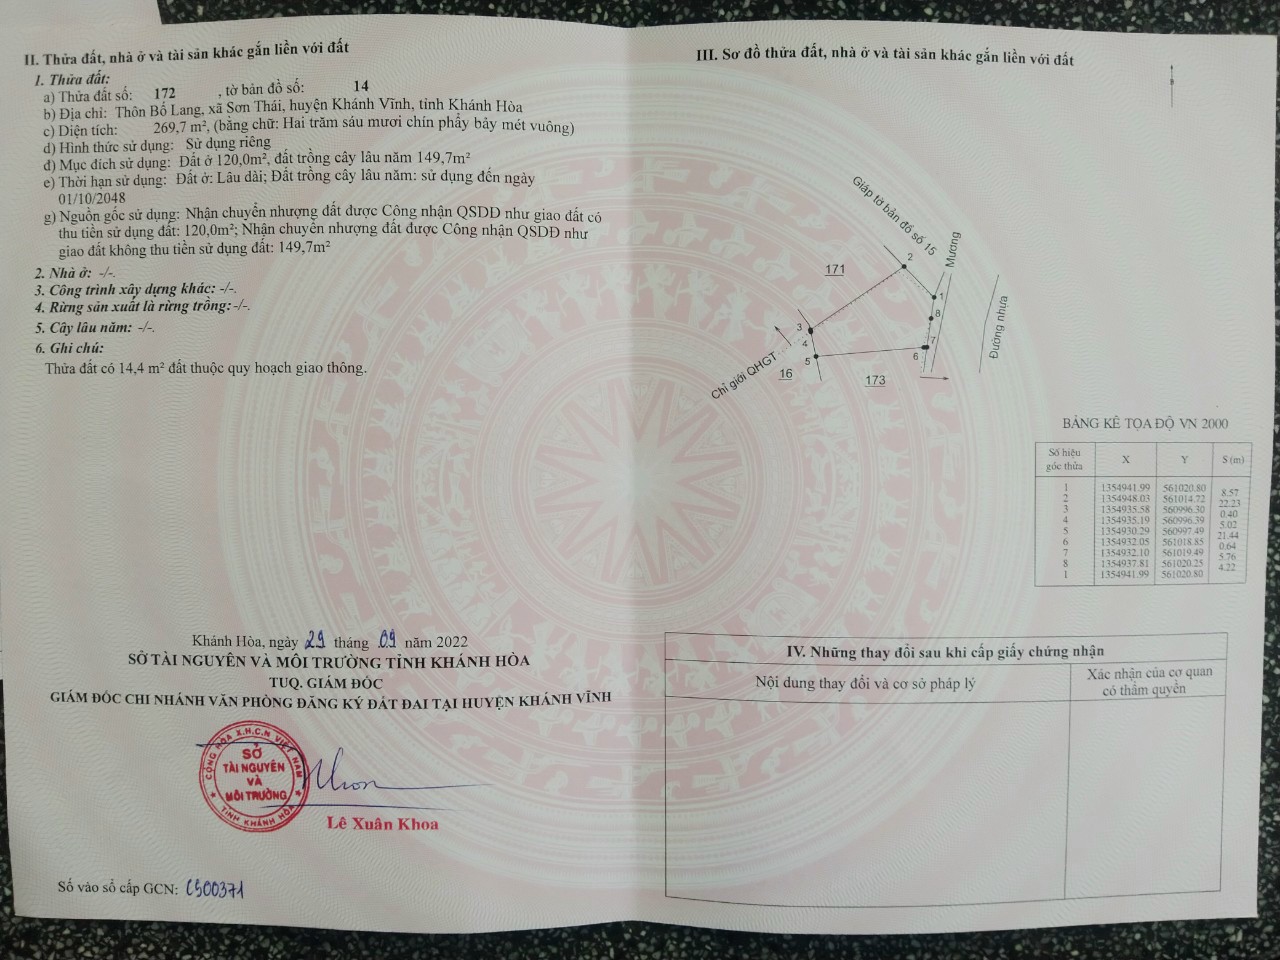 II. Thửa đất, nhà ở và tài sản khác gắn liền với đất
1. Thửa đất:
a) Thửa đất số: 172 , tờ bản đồ số: 14
b) Địa chỉ: Thôn Bố Lang, xã Sơn Thái, huyện Khánh Vĩnh, tỉnh Khánh Hòa
c) Diện tích: 269,7 m², (bằng chữ: Hai trăm sáu mươi chín phẩy bảy mét vuông)
d) Hình thức sử dụng: Sử dụng riêng
đ) Mục đích sử dụng: Đất ở 120,0m², đất trồng cây lâu năm 149,7m²
e) Thời hạn sử dụng: Đất ở: Lâu dài; Đất trồng cây lâu năm: sử dụng đến ngày
01/10/2048
g) Nguồn gốc sử dụng: Nhận chuyển nhượng đất được Công nhận QSDĐ như giao đất có
thu tiền sử dụng đất: 120,0m²; Nhận chuyển nhượng đất được Công nhận QSDĐ như
giao đất không thu tiền sử dụng đất: 149,7m²
2. Nhà ở: -/-.
3. Công trình xây dựng khác: -/-.
4. Rừng sản xuất là rừng trồng: -/-.
5. Cây lâu năm: -/-.
6. Ghi chú:
Thửa đất có 14,4 m² đất thuộc quy hoạch giao thông.
Khánh Hòa, ngày 29 tháng 09 năm 2022
SỞ TÀI NGUYÊN VÀ MÔI TRƯỜNG TỈNH KHÁNH HÒA
TUQ. GIÁM ĐỐC
GIÁM ĐỐC CHI NHÁNH VĂN PHÒNG ĐĂNG KÝ ĐẤT ĐAI TẠI HUYỆN KHÁNH VĨNH
CỘNG HÒA X.H.C.N VIỆT NAM
SỞ
TÀI NGUYÊN
VÀ
MÔI TRƯỜNG
TỈNH KHÁNH HÒA
Lê Xuân Khoa
Số vào sổ cấp GCN: CS00371
III. Sơ đồ thửa đất, nhà ở và tài sản khác gắn liền với đất
Giáp tờ bản đồ số 15
Mương
Đường nhựa
171
2
1
8
3
4
7
5
6
Chỉ giới QHGT
16
173
BẢNG KÊ TỌA ĐỘ VN 2000
Số hiệu góc thửa X Y S (m)
1 1354941.99 561020.80
8.57
2 1354948.03 561014.72
22.23
3 1354935.58 560996.30
0.40
4 1354935.19 560996.39
5.02
5 1354930.29 560997.49
21.44
6 1354932.05 561018.85
0.64
7 1354932.10 561019.49
5.76
8 1354937.81 561020.25
4.22
1 1354941.99 561020.80
IV. Những thay đổi sau khi cấp giấy chứng nhận
Nội dung thay đổi và cơ sở pháp lý
Xác nhận của cơ quan
có thẩm quyền